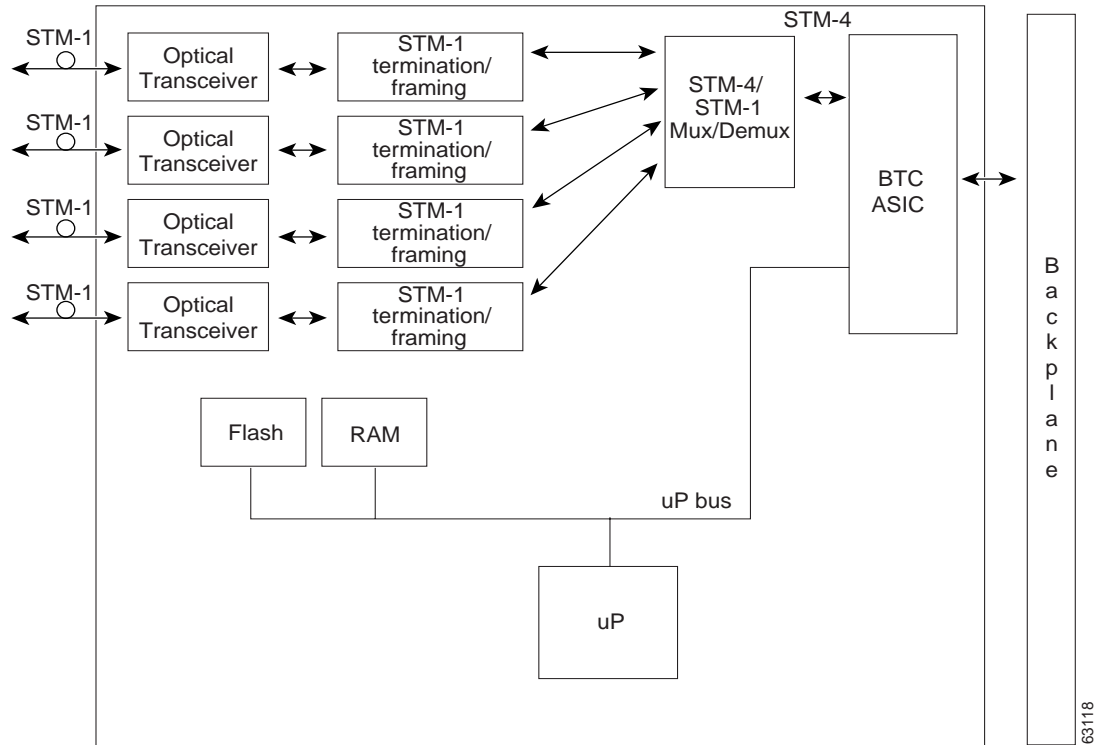 STM-4
STM-1
Optical
Transceiver
STM-1
termination/
framing
STM-4/
STM-1
Mux/Demux
STM-1
Optical
Transceiver
STM-1
termination/
framing
BTC
ASIC
STM-1
Optical
Transceiver
STM-1
termination/
framing
STM-1
Optical
Transceiver
STM-1
termination/
framing
Backplane
Flash
RAM
uP bus
uP
63118